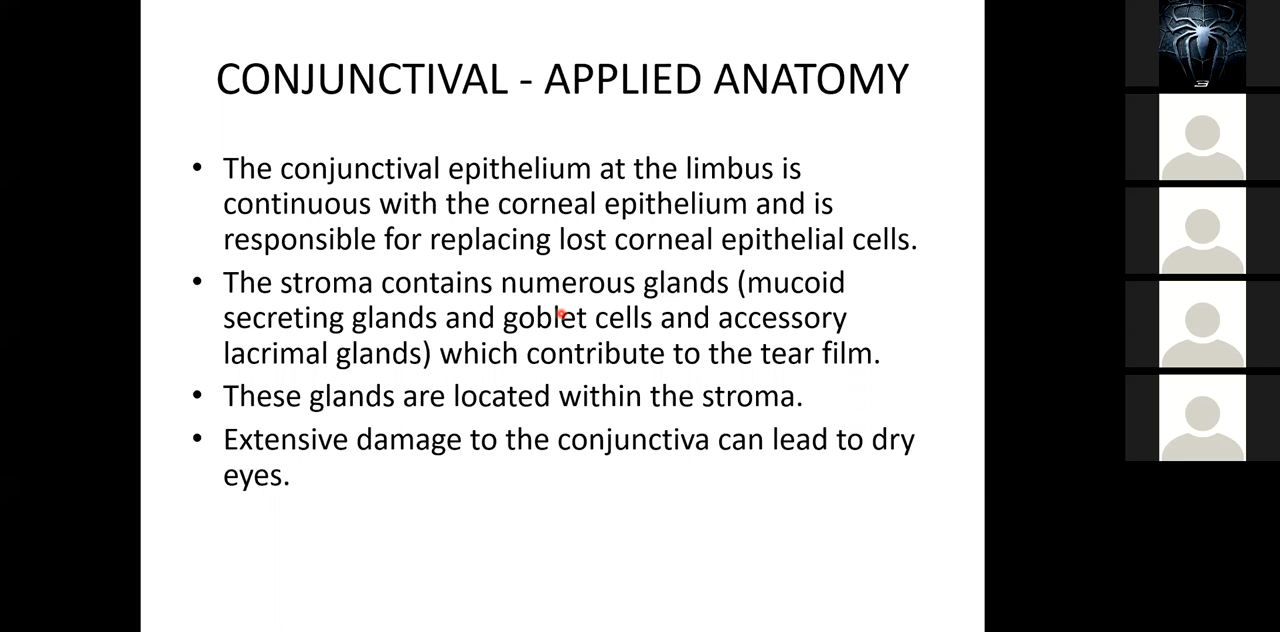 CONJUNCTIVAL - APPLIED ANATOMY
• The conjunctival epithelium at the limbus is
continuous with the corneal epithelium and is
responsible for replacing lost corneal epithelial cells.
• The stroma contains numerous glands (mucoid
secreting glands and goblet cells and accessory
lacrimal glands) which contribute to the tear film.
• These glands are located within the stroma.
• Extensive damage to the conjunctiva can lead to dry
eyes.
3